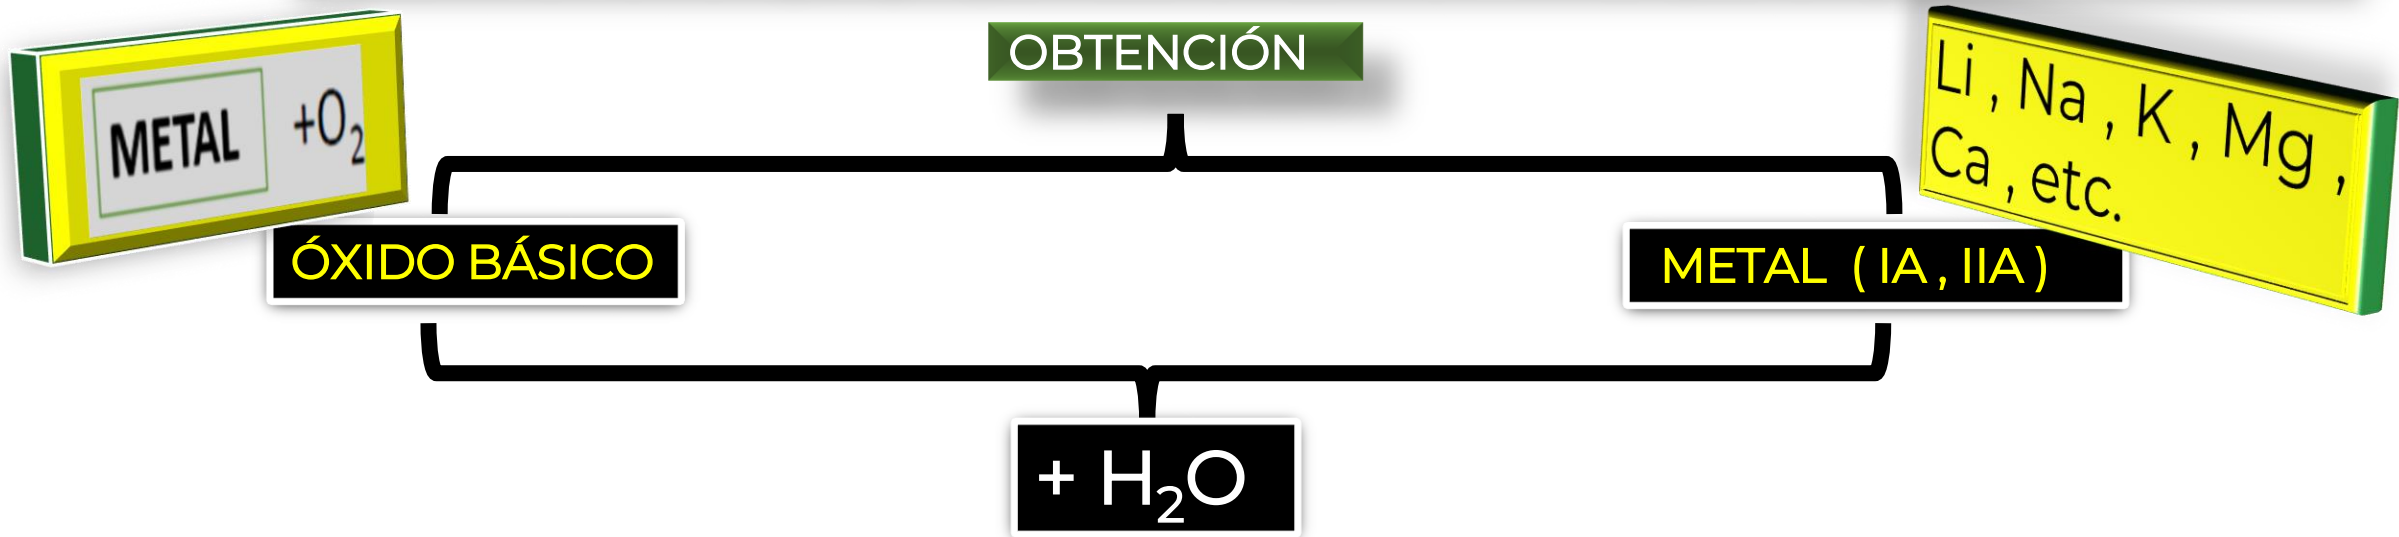 OBTENCIÓN
METAL +O₂
Li , Na , K , Mg ,
Ca , etc.
ÓXIDO BÁSICO
METAL ( IA , IIA )
+ H₂O